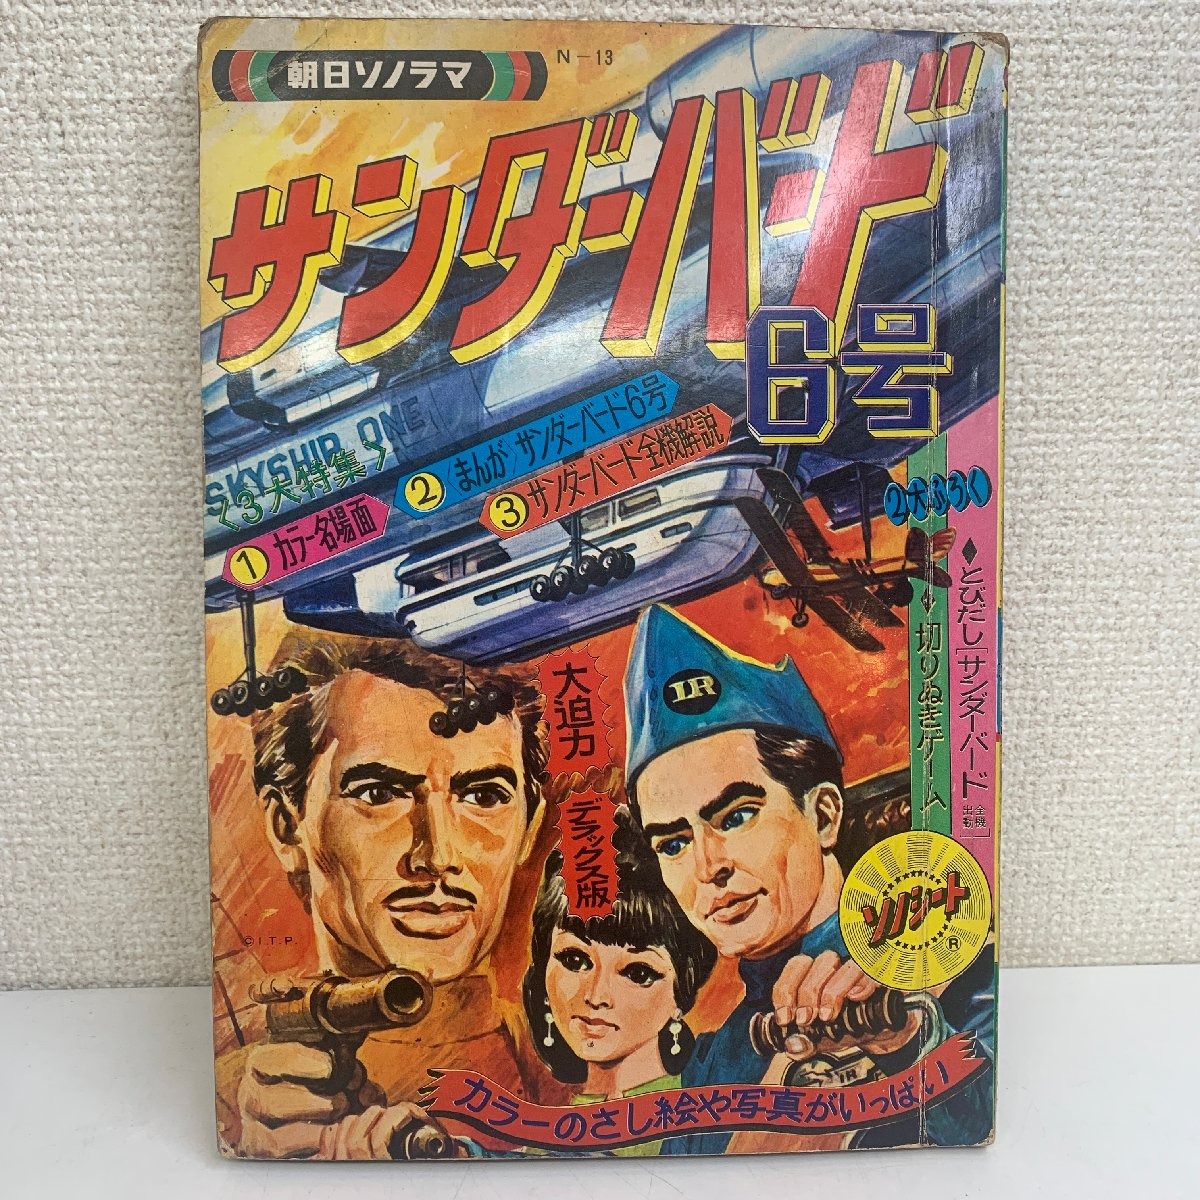 朝日ソノラマ
N-13
サンダーバード
6号
SKYSHIP ONE
<3大特集>
① カラー名場面
② まんが/サンダーバード6号
③ サンダーバード全機解説
2大ふろく
◆とびだし[サンダーバード全機出動]
◆切りぬきゲーム
IR
大迫力
デラックス版
ソノシート
®
©I.T.P.
カラーのさし絵や写真がいっぱい